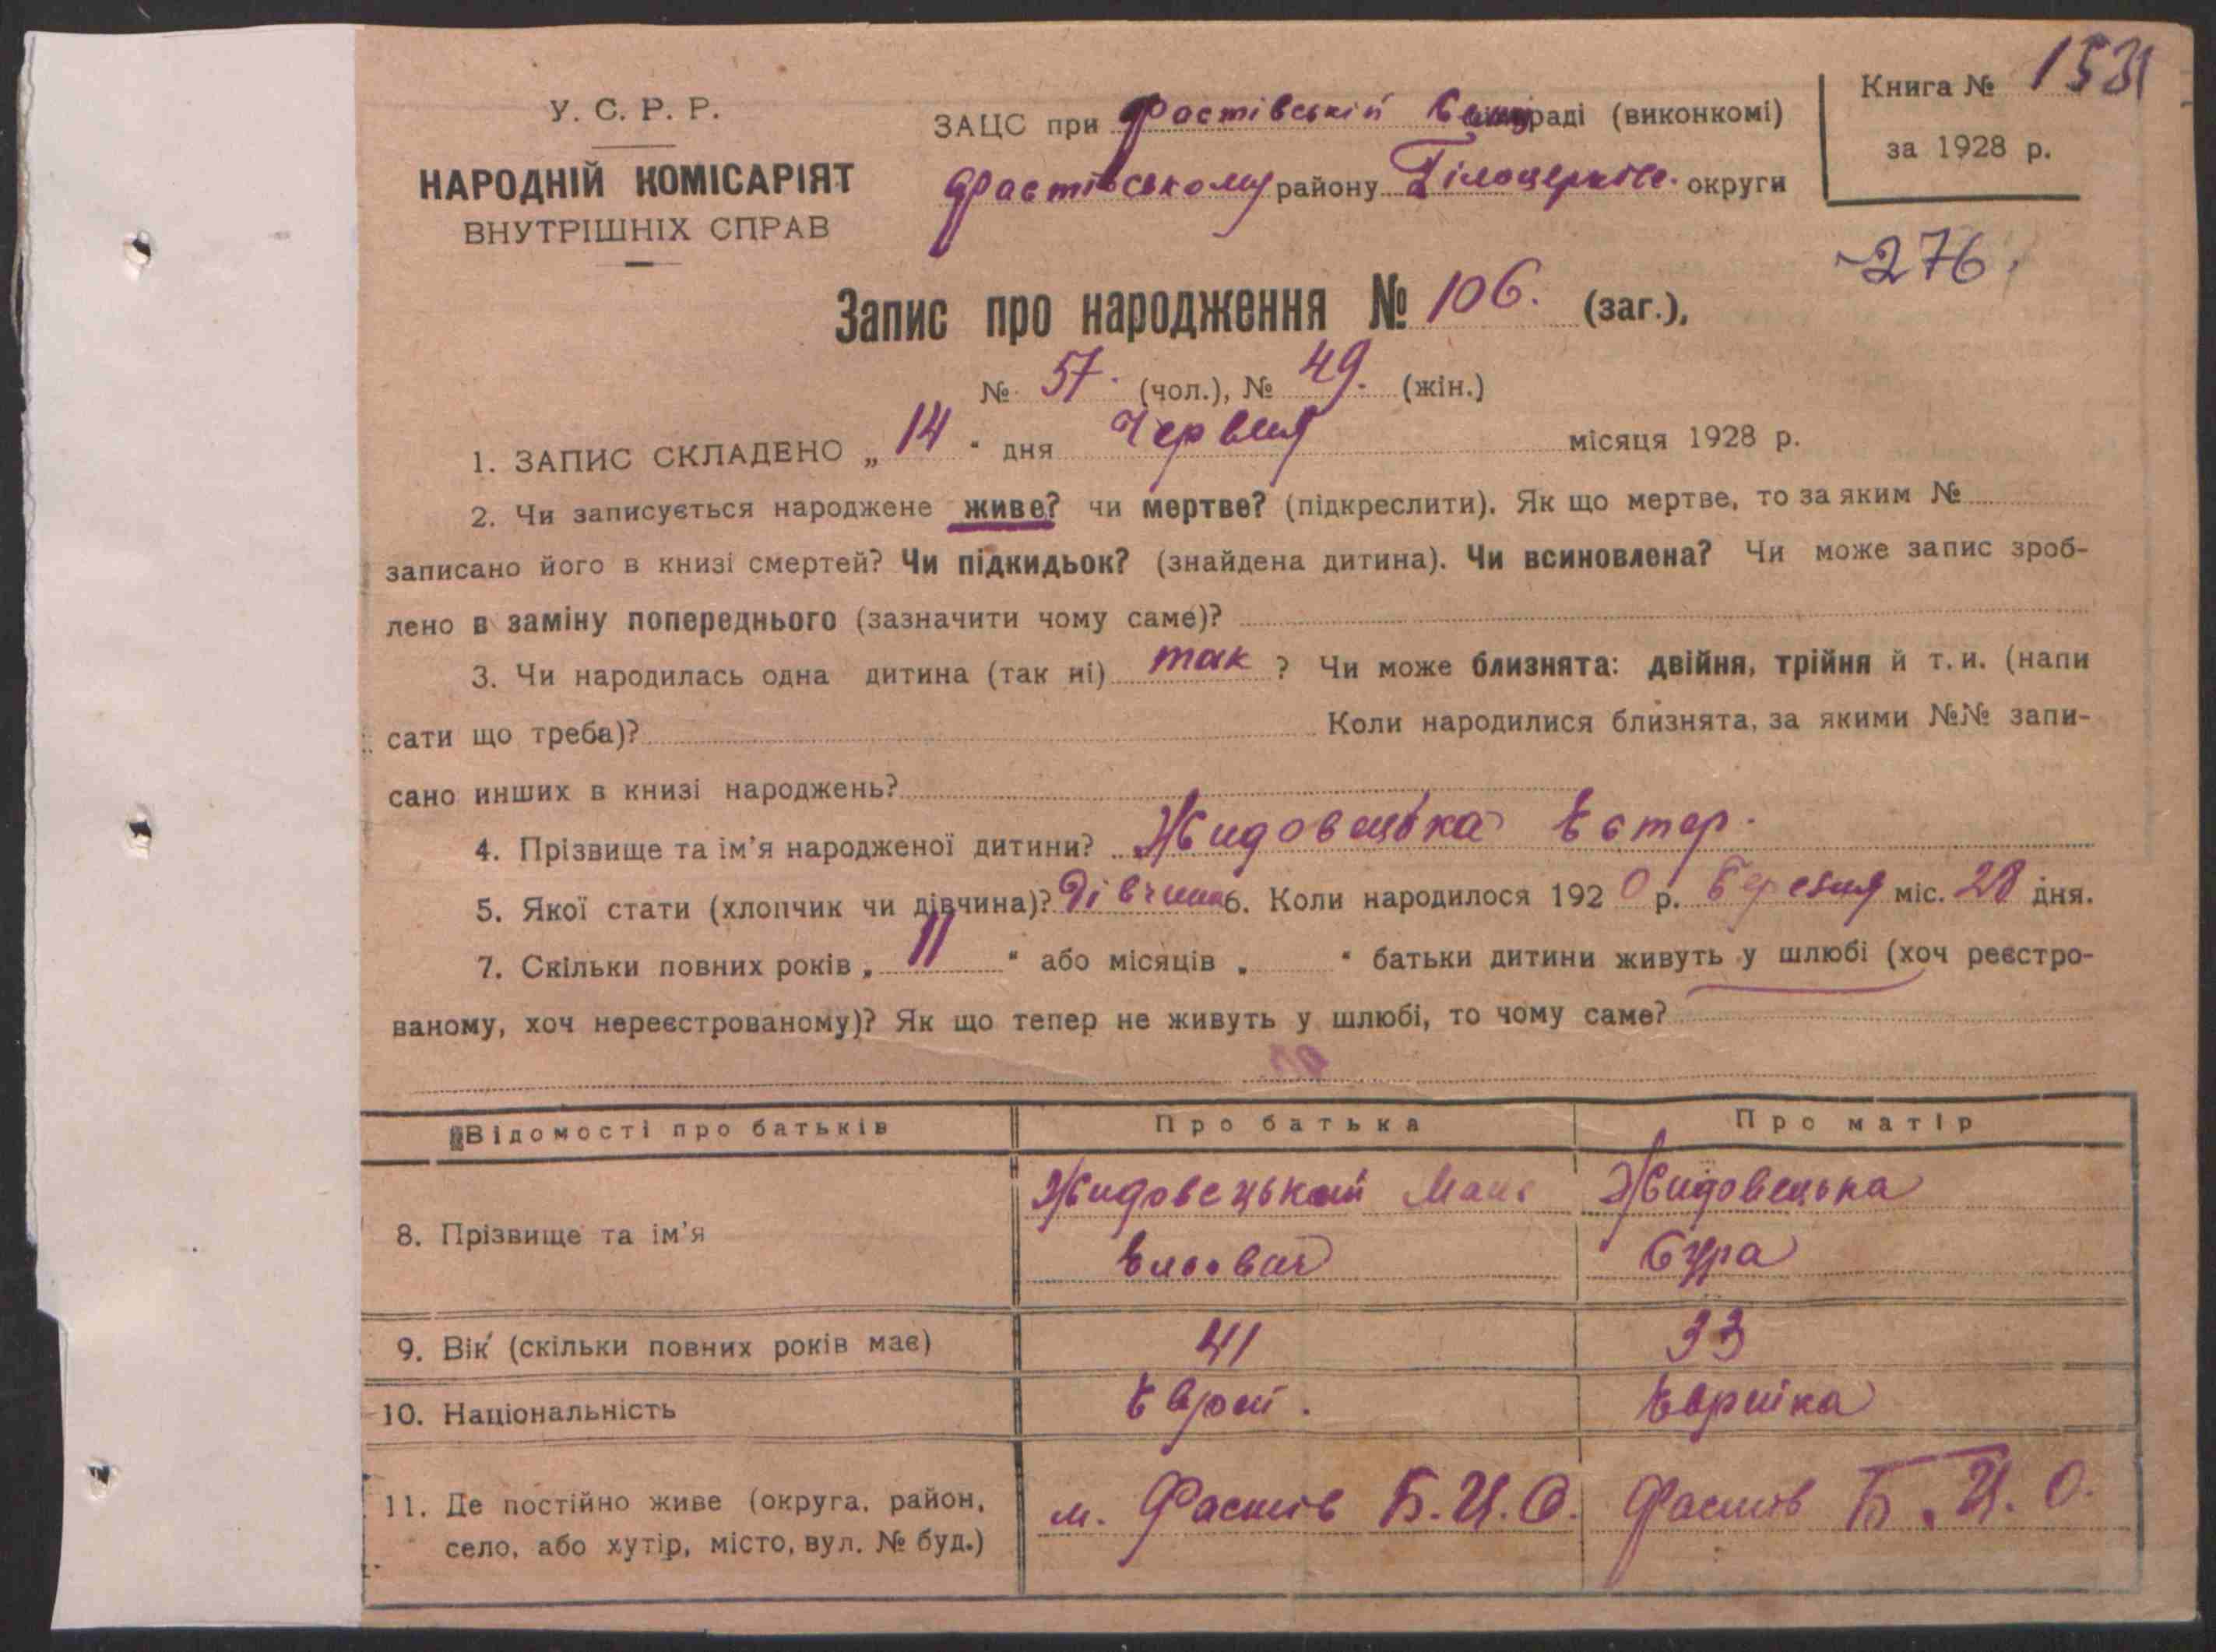 У. С. Р. Р.
НАРОДНІЙ КОМІСАРІЯТ
ВНУТРІШНІХ СПРАВ
ЗАЦС при Фастівській раді (виконкомі)
Фастівському району Білоцерків. округи
Книга № 1531
за 1928 р.
276.
Запис про народження № 106. (заг.),
№ 57. (чол.), № 49. (жін.)
1. ЗАПИС СКЛАДЕНО „ 14 “ дня Червня місяця 1928 р.
2. Чи записується народжене живе? чи мертве? (підкреслити). Як що мертве, то за яким №
записано його в книзі смертей? Чи підкидьок? (знайдена дитина). Чи всиновлена? Чи може запис зроб-
лено в заміну попереднього (зазначити чому саме)?
3. Чи народилась одна дитина (так ні) так ? Чи може близнята: двійня, трійня й т. и. (напи
сати що треба)? Коли народилися близнята, за якими №№ запи-
сано инших в книзі народжень?
4. Прізвище та ім’я народженої дитини? Жидовецька Естер.
5. Якої стати (хлопчик чи дівчина)? Дівчина 6. Коли народилося 1920 р. Березня міс. 28 дня.
7. Скільки повних років „ 11 “ або місяців „ “ батьки дитини живуть у шлюбі (хоч реєстро-
ваному, хоч нереєстрованому)? Як що тепер не живуть у шлюбі, то чому саме?
Відомості про батьків Про батька Про матір
8. Прізвище та ім’я Жидовецький Жидовецька
Сура
9. Вік (скільки повних років має) 41 33
10. Національність Еврей. Еврейка
11. Де постійно живе (округа, район, м. Фастів Б. Ц. О. Фастів Б. Ц. О.
село, або хутір, місто, вул. № буд.)